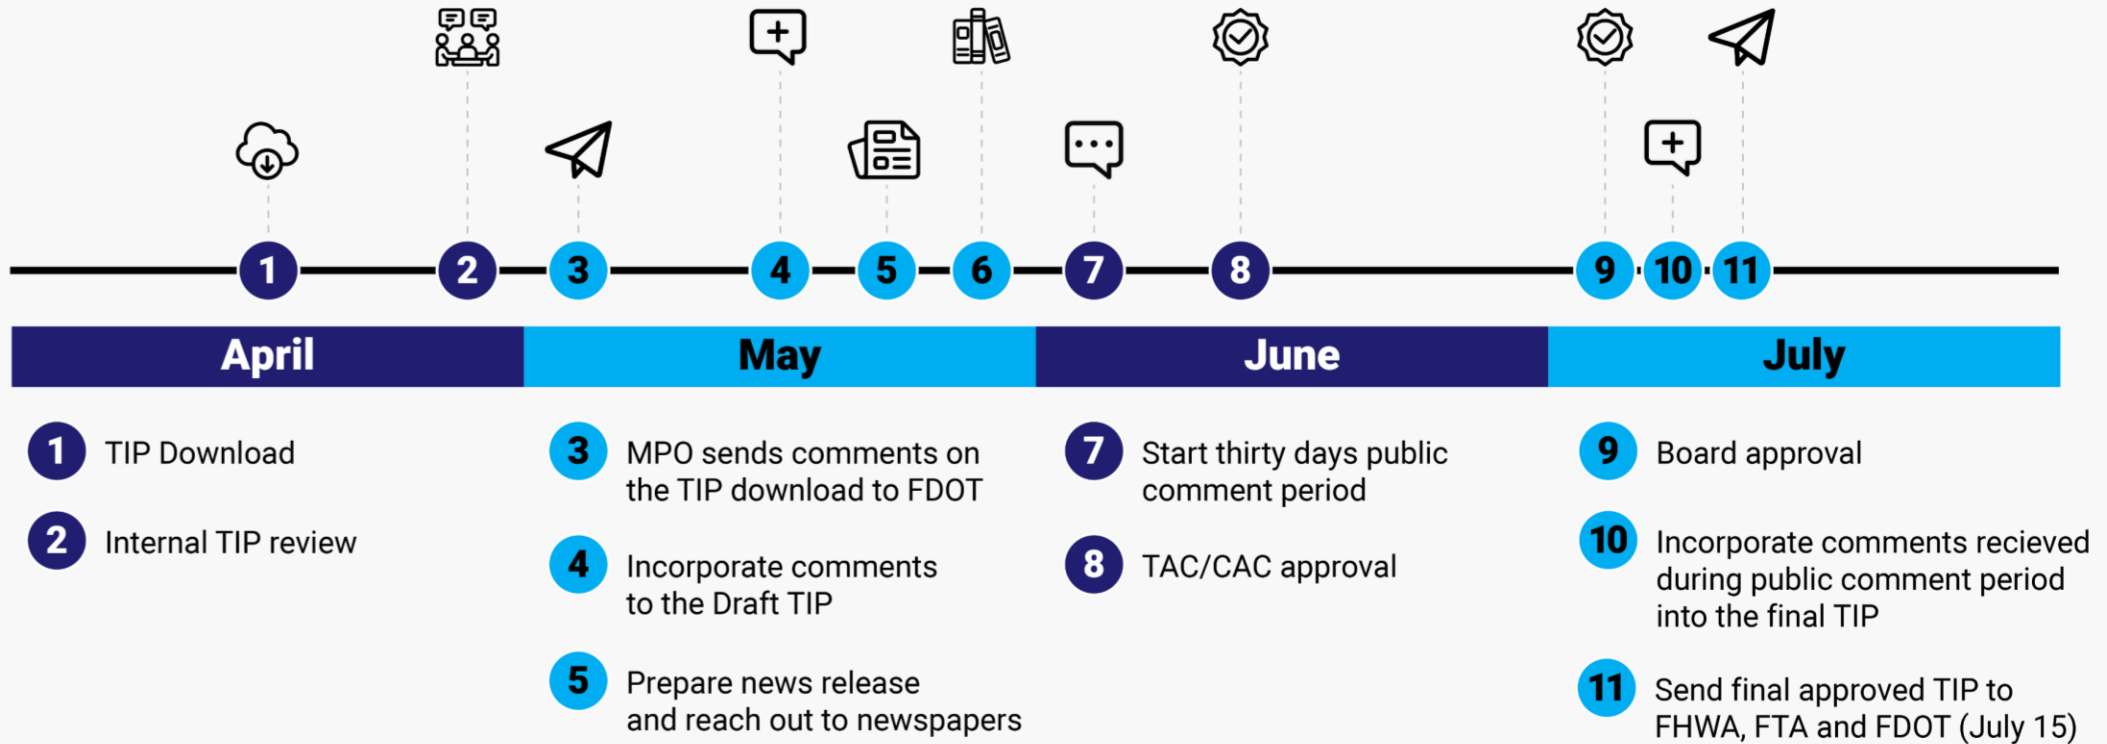 1
2
3
4
5
6
7
8
9
10
11
April
May
June
July
1 TIP Download
2 Internal TIP review
3 MPO sends comments on
the TIP download to FDOT
4 Incorporate comments
to the Draft TIP
5 Prepare news release
and reach out to newspapers
7 Start thirty days public
comment period
8 TAC/CAC approval
9 Board approval
10 Incorporate comments recieved
during public comment period
into the final TIP
11 Send final approved TIP to
FHWA, FTA and FDOT (July 15)